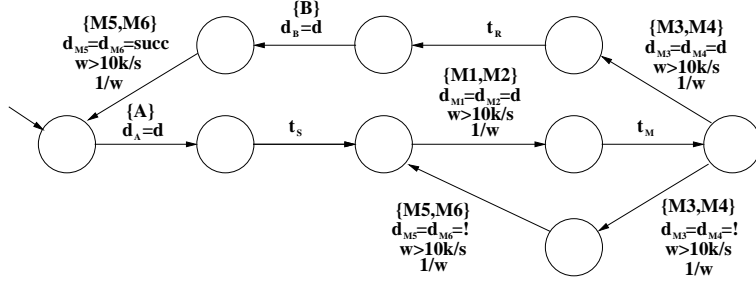 {M5,M6}
d_M5=d_M6=succ
w>10k/s
1/w
{B}
d_B=d
t_R
{M3,M4}
d_M3=d_M4=d
w>10k/s
1/w
{A}
d_A=d
t_S
{M1,M2}
d_M1=d_M2=d
w>10k/s
1/w
t_M
{M5,M6}
d_M5=d_M6=!
w>10k/s
1/w
{M3,M4}
d_M3=d_M4=!
w>10k/s
1/w